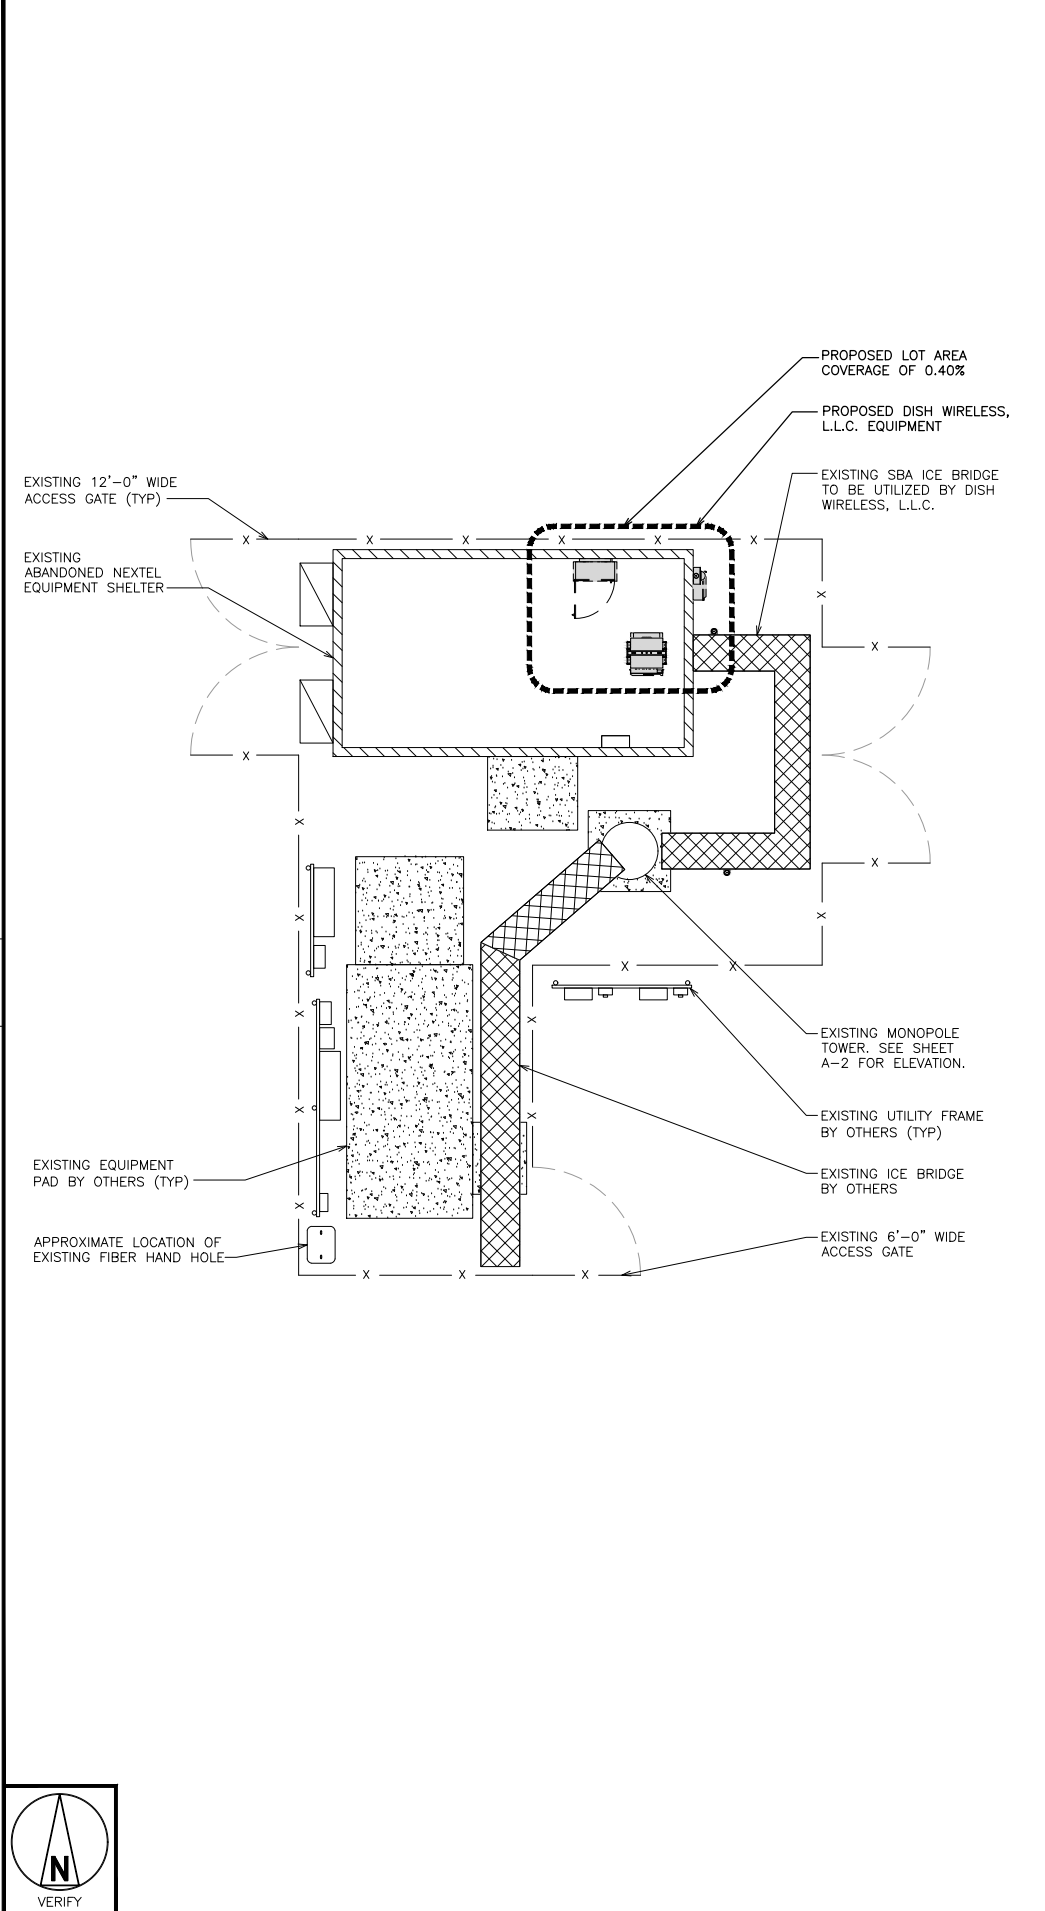 PROPOSED LOT AREA
COVERAGE OF 0.40%
PROPOSED DISH WIRELESS,
L.L.C. EQUIPMENT
EXISTING SBA ICE BRIDGE
TO BE UTILIZED BY DISH
WIRELESS, L.L.C.
EXISTING 12'-0" WIDE
ACCESS GATE (TYP)
EXISTING
ABANDONED NEXTEL
EQUIPMENT SHELTER
EXISTING MONOPOLE
TOWER. SEE SHEET
A-2 FOR ELEVATION.
EXISTING UTILITY FRAME
BY OTHERS (TYP)
EXISTING EQUIPMENT
PAD BY OTHERS (TYP)
EXISTING ICE BRIDGE
BY OTHERS
APPROXIMATE LOCATION OF
EXISTING FIBER HAND HOLE
EXISTING 6'-0" WIDE
ACCESS GATE
N
VERIFY